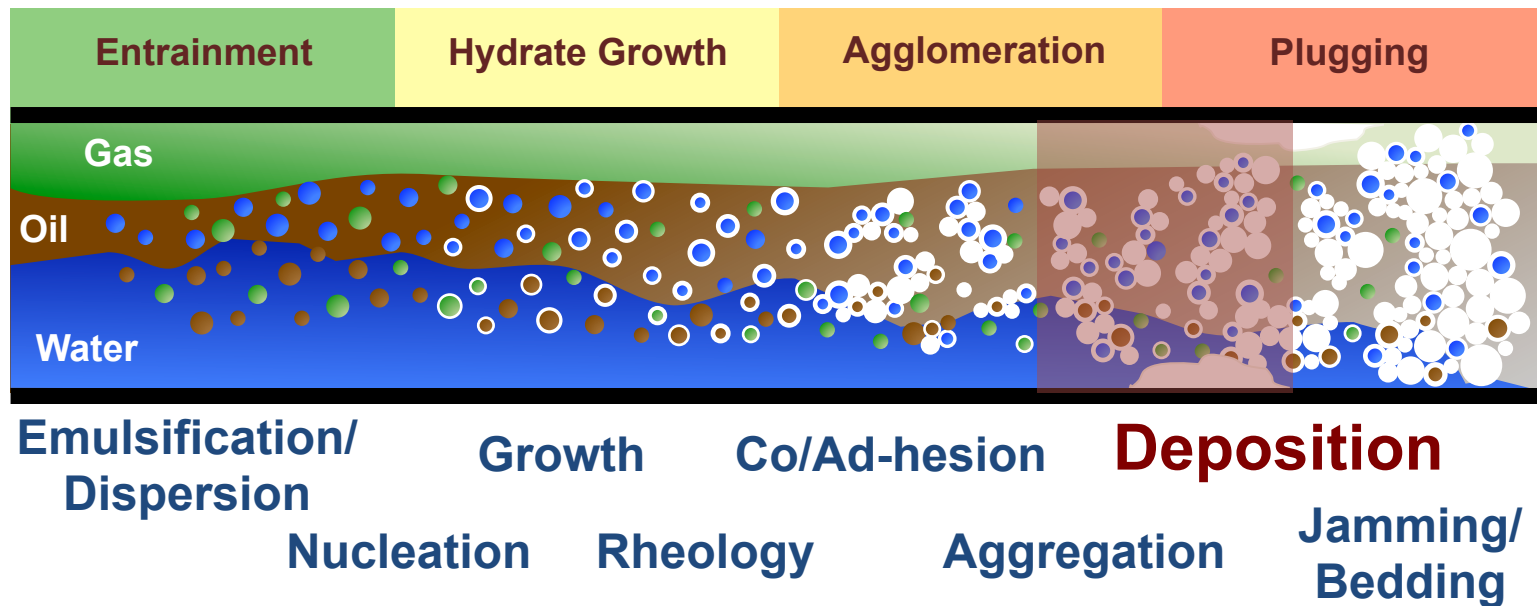 Entrainment
Hydrate Growth
Agglomeration
Plugging
Gas
Oil
Water
Emulsification/
Dispersion
Nucleation
Growth
Rheology
Co/Ad-hesion
Aggregation
Deposition
Jamming/
Bedding